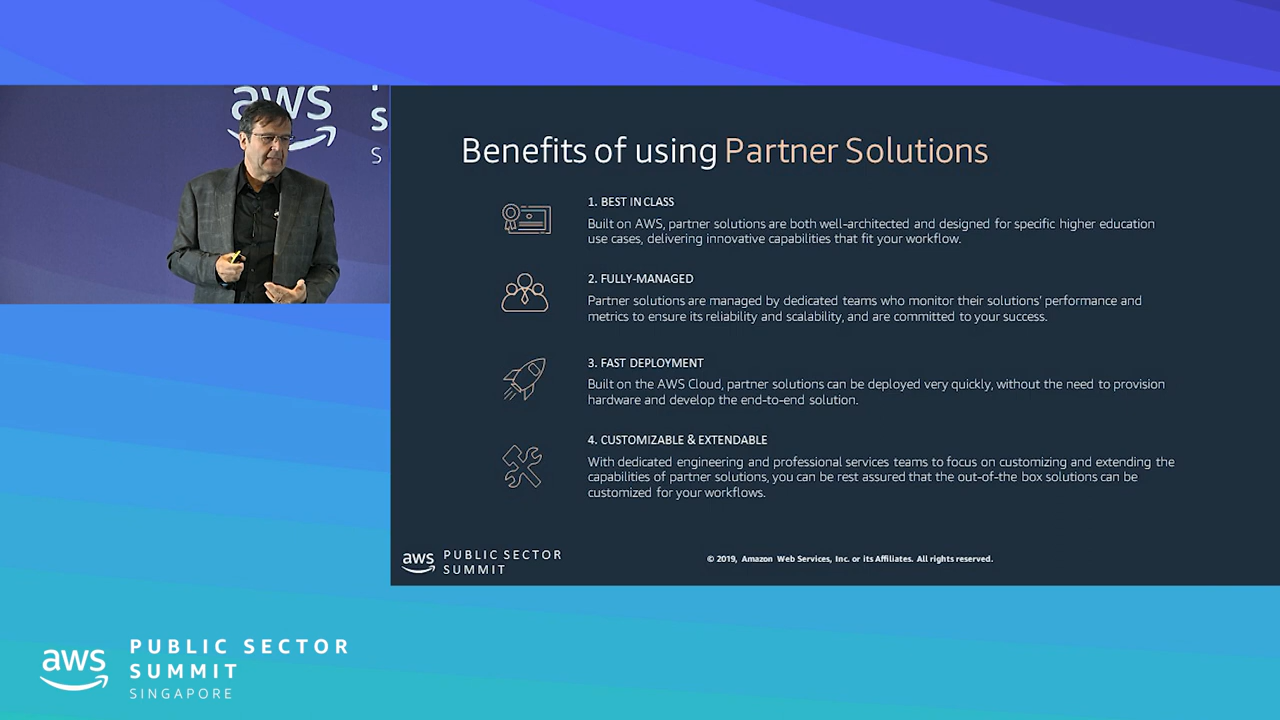 aws
S
S
Benefits of using Partner Solutions
1. BEST IN CLASS
Built on AWS, partner solutions are both well-architected and designed for specific higher education
use cases, delivering innovative capabilities that fit your workflow.
2. FULLY-MANAGED
Partner solutions are managed by dedicated teams who monitor their solutions' performance and
metrics to ensure its reliability and scalability, and are committed to your success.
3. FAST DEPLOYMENT
Built on the AWS Cloud, partner solutions can be deployed very quickly, without the need to provision
hardware and develop the end-to-end solution.
4. CUSTOMIZABLE & EXTENDABLE
With dedicated engineering and professional services teams to focus on customizing and extending the
capabilities of partner solutions, you can be rest assured that the out-of-the box solutions can be
customized for your workflows.
aws PUBLIC SECTOR
SUMMIT
© 2019, Amazon Web Services, Inc. or its Affiliates. All rights reserved.
aws PUBLIC SECTOR
SUMMIT
SINGAPORE